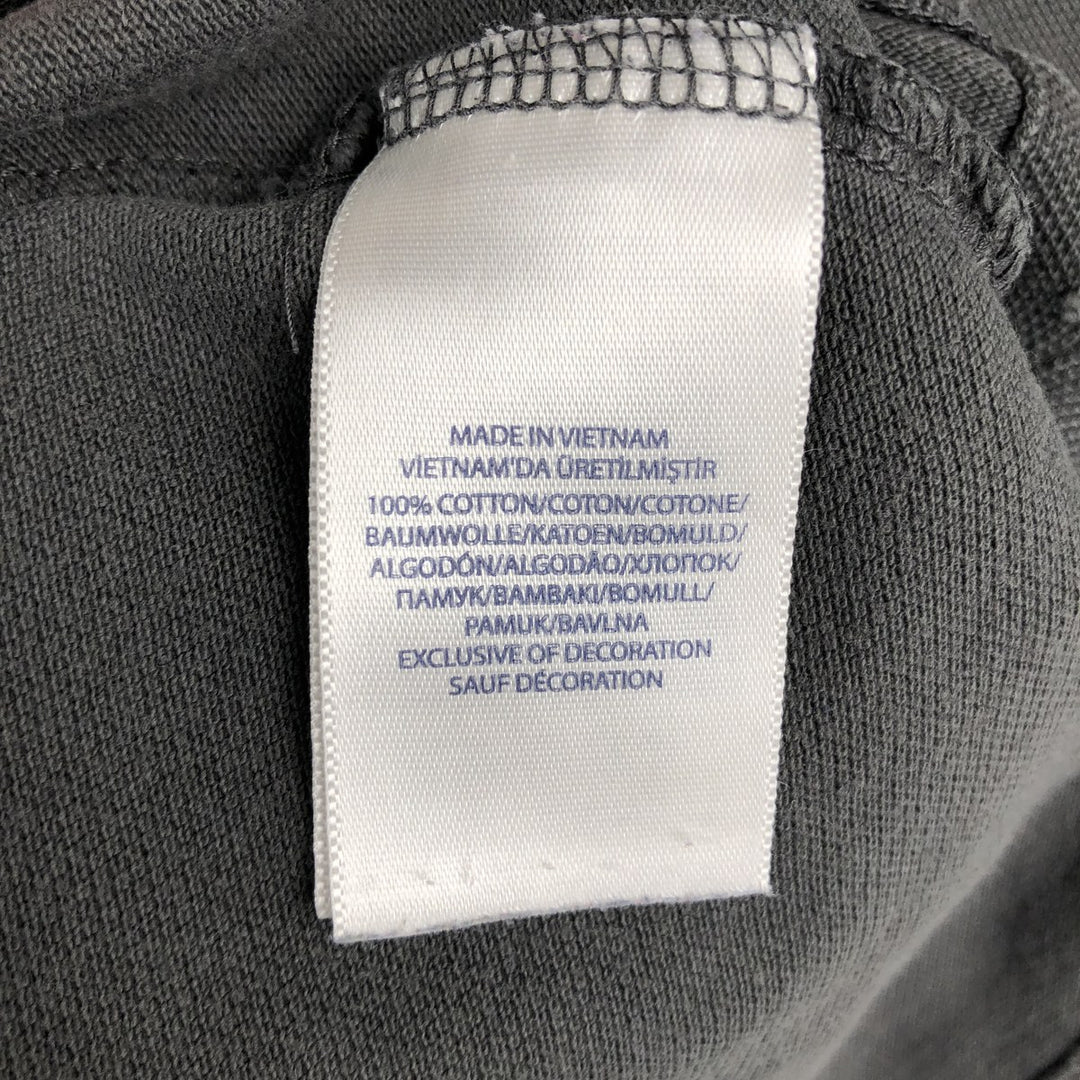 MADE IN VIETNAM
VİETNAM'DA ÜRETİLMİŞTİR
100% COTTON/COTON/COTONE/
BAUMWOLLE/KATOEN/BOMULD/
ALGODÓN/ALGODÃO/ХЛОПОК/
ПАМУК/ΒΑΜΒΑΚΙ/BOMULL/
PAMUK/BAVLNA
EXCLUSIVE OF DECORATION
SAUF DÉCORATION